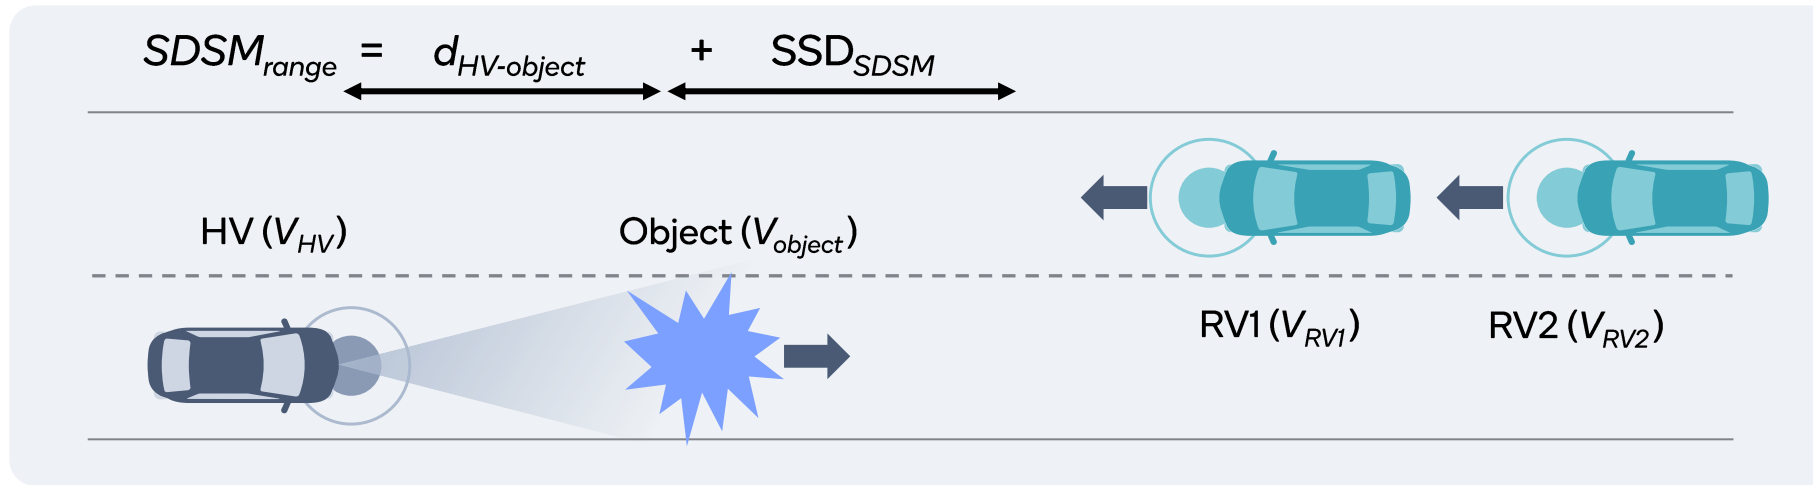 SDSMrange = dHV-object + SSDSDSM
HV (VHV)
Object (Vobject)
RV1 (VRV1)
RV2 (VRV2)